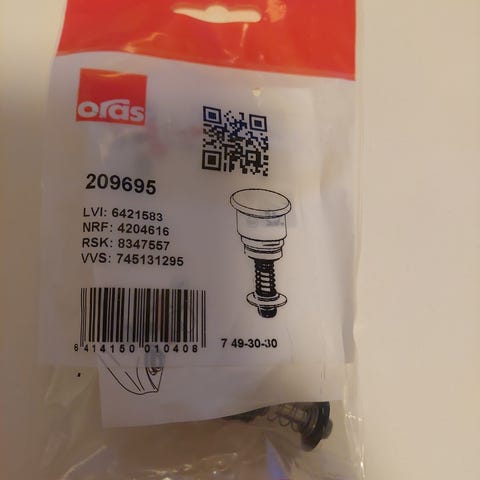 oras
209695
LVI: 6421583
NRF: 4204616
RSK: 8347557
VVS: 745131295
6 414150 010408
7 49-30-30